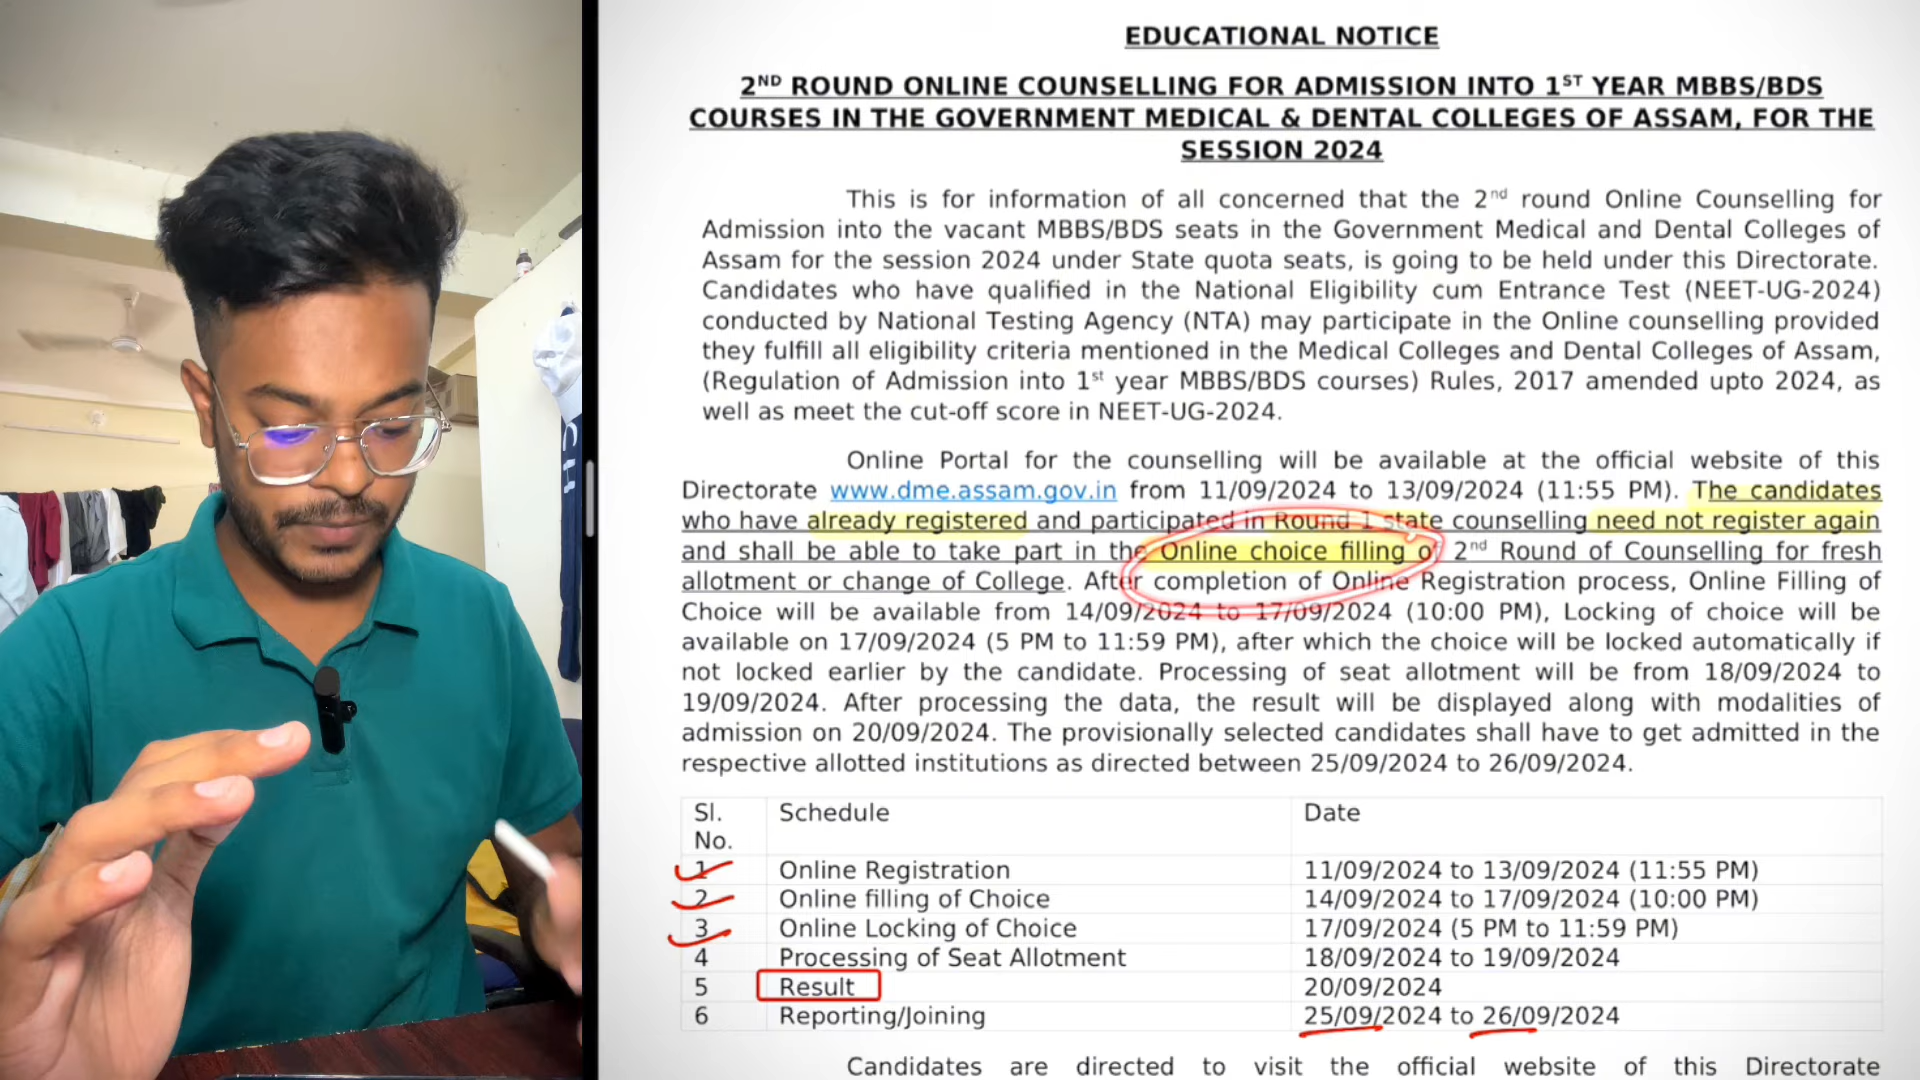 EDUCATIONAL NOTICE
2ND ROUND ONLINE COUNSELLING FOR ADMISSION INTO 1ST YEAR MBBS/BDS
COURSES IN THE GOVERNMENT MEDICAL & DENTAL COLLEGES OF ASSAM, FOR THE
SESSION 2024
This is for information of all concerned that the 2nd round Online Counselling for
Admission into the vacant MBBS/BDS seats in the Government Medical and Dental Colleges of
Assam for the session 2024 under State quota seats, is going to be held under this Directorate.
Candidates who have qualified in the National Eligibility cum Entrance Test (NEET-UG-2024)
conducted by National Testing Agency (NTA) may participate in the Online counselling provided
they fulfill all eligibility criteria mentioned in the Medical Colleges and Dental Colleges of Assam,
(Regulation of Admission into 1st year MBBS/BDS courses) Rules, 2017 amended upto 2024, as
well as meet the cut-off score in NEET-UG-2024.
Online Portal for the counselling will be available at the official website of this
Directorate www.dme.assam.gov.in from 11/09/2024 to 13/09/2024 (11:55 PM). The candidates
who have already registered and participated in Round 1 state counselling need not register again
and shall be able to take part in the Online choice filling of 2nd Round of Counselling for fresh
allotment or change of College. After completion of Online Registration process, Online Filling of
Choice will be available from 14/09/2024 to 17/09/2024 (10:00 PM), Locking of choice will be
available on 17/09/2024 (5 PM to 11:59 PM), after which the choice will be locked automatically if
not locked earlier by the candidate. Processing of seat allotment will be from 18/09/2024 to
19/09/2024. After processing the data, the result will be displayed along with modalities of
admission on 20/09/2024. The provisionally selected candidates shall have to get admitted in the
respective allotted institutions as directed between 25/09/2024 to 26/09/2024.
Sl. No. Schedule Date
1 Online Registration 11/09/2024 to 13/09/2024 (11:55 PM)
2 Online filling of Choice 14/09/2024 to 17/09/2024 (10:00 PM)
3 Online Locking of Choice 17/09/2024 (5 PM to 11:59 PM)
4 Processing of Seat Allotment 18/09/2024 to 19/09/2024
5 Result 20/09/2024
6 Reporting/Joining 25/09/2024 to 26/09/2024
Candidates are directed to visit the official website of this Directorate